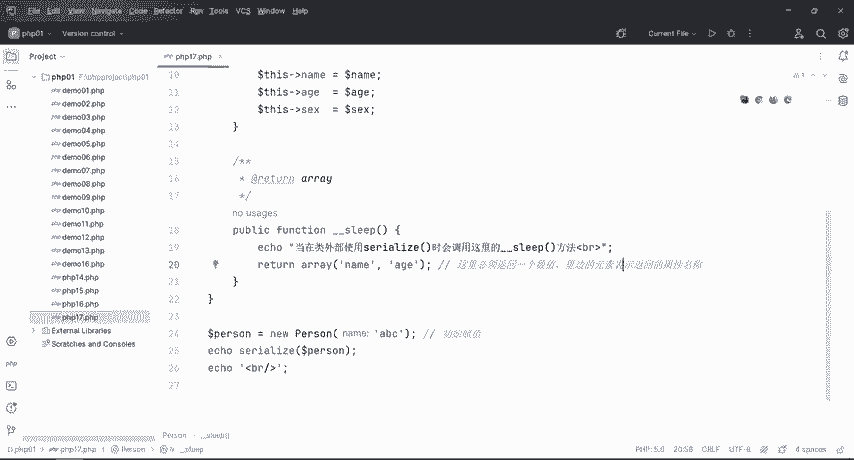 File Edit View Navigate Code Refactor Run Tools VCS Window Help
P php01 Version control Current File
Project
php17.php
php01 F:\phpproject\php01
demo01.php
demo02.php
demo03.php
demo04.php
demo05.php
demo06.php
demo07.php
demo08.php
demo09.php
demo10.php
demo11.php
demo12.php
demo13.php
demo16.php
php14.php
php15.php
php16.php
php17.php
External Libraries
Scratches and Consoles
10 $this->name = $name;
11 $this->age = $age;
12 $this->sex = $sex;
13 }
14
15 /**
16 * @return array
17 */
no usages
18 public function __sleep() {
19 echo "当在类外部使用serialize()时会调用这里的__sleep()方法<br>";
20 return array('name', 'age'); // 这里必须返回一个数值，里边的元素表示返回的属性名称
21 }
22 }
23
24 $person = new Person( name: 'abc'); // 初始赋值
25 echo serialize($person);
26 echo '<br/>';
27
Person › __sleep()
php01 > php17.php > Person > __sleep
PHP: 5.6 20:58 CRLF UTF-8 4 spaces